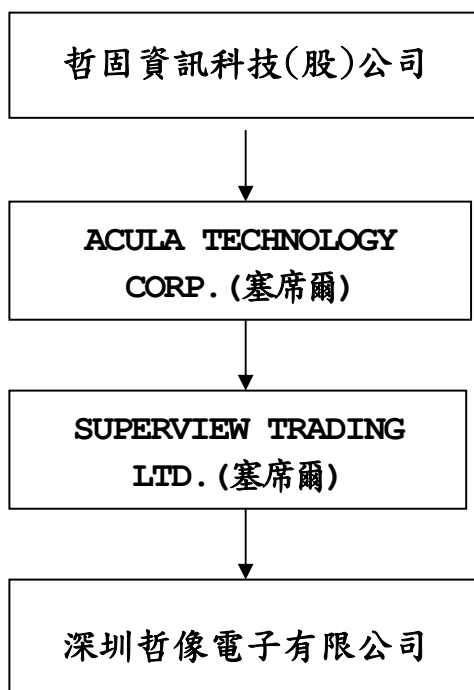 哲固資訊科技(股)公司
ACULA TECHNOLOGY
CORP.(塞席爾)
SUPERVIEW TRADING
LTD.(塞席爾)
深圳哲像電子有限公司